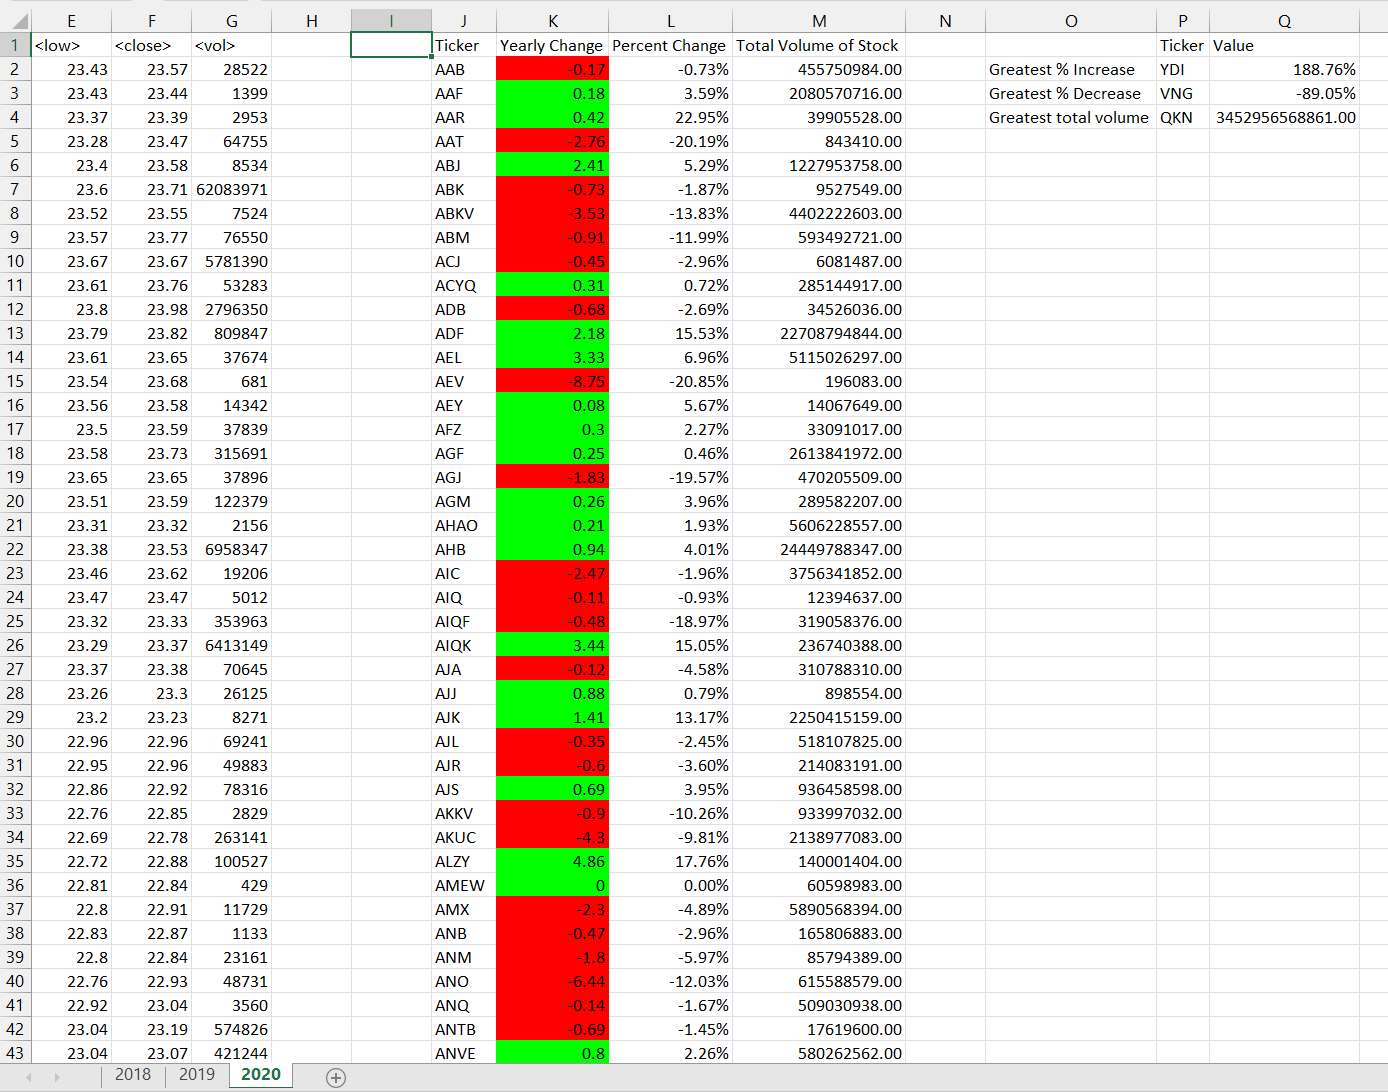 E F G H I J K L M N O P Q
1 <low> <close> <vol> Ticker Yearly Change Percent Change Total Volume of Stock Ticker Value
2 23.43 23.57 28522 AAB -0.17 -0.73% 455750984.00 Greatest % Increase YDI 188.76%
3 23.43 23.44 1399 AAF 0.18 3.59% 2080570716.00 Greatest % Decrease VNG -89.05%
4 23.37 23.39 2953 AAR 0.42 22.95% 39905528.00 Greatest total volume QKN 3452956568861.00
5 23.28 23.47 64755 AAT -2.76 -20.19% 843410.00
6 23.4 23.58 8534 ABJ 2.41 5.29% 1227953758.00
7 23.6 23.71 62083971 ABK -0.73 -1.87% 9527549.00
8 23.52 23.55 7524 ABKV -3.53 -13.83% 4402222603.00
9 23.57 23.77 76550 ABM -0.91 -11.99% 593492721.00
10 23.67 23.67 5781390 ACJ -0.45 -2.96% 6081487.00
11 23.61 23.76 53283 ACYQ 0.31 0.72% 285144917.00
12 23.8 23.98 2796350 ADB -0.68 -2.69% 34526036.00
13 23.79 23.82 809847 ADF 2.18 15.53% 22708794844.00
14 23.61 23.65 37674 AEL 3.33 6.96% 5115026297.00
15 23.54 23.68 681 AEV -8.75 -20.85% 196083.00
16 23.56 23.58 14342 AEY 0.08 5.67% 14067649.00
17 23.5 23.59 37839 AFZ 0.3 2.27% 33091017.00
18 23.58 23.73 315691 AGF 0.25 0.46% 2613841972.00
19 23.65 23.65 37896 AGJ -1.83 -19.57% 470205509.00
20 23.51 23.59 122379 AGM 0.26 3.96% 289582207.00
21 23.31 23.32 2156 AHAO 0.21 1.93% 5606228557.00
22 23.38 23.53 6958347 AHB 0.94 4.01% 24449788347.00
23 23.46 23.62 19206 AIC -2.47 -1.96% 3756341852.00
24 23.47 23.47 5012 AIQ -0.11 -0.93% 12394637.00
25 23.32 23.33 353963 AIQF -0.48 -18.97% 319058376.00
26 23.29 23.37 6413149 AIQK 3.44 15.05% 236740388.00
27 23.37 23.38 70645 AJA -0.12 -4.58% 310788310.00
28 23.26 23.3 26125 AJJ 0.88 0.79% 898554.00
29 23.2 23.23 8271 AJK 1.41 13.17% 2250415159.00
30 22.96 22.96 69241 AJL -0.35 -2.45% 518107825.00
31 22.95 22.96 49883 AJR -0.6 -3.60% 214083191.00
32 22.86 22.92 78316 AJS 0.69 3.95% 936458598.00
33 22.76 22.85 2829 AKKV -0.9 -10.26% 933997032.00
34 22.69 22.78 263141 AKUC -4.3 -9.81% 2138977083.00
35 22.72 22.88 100527 ALZY 4.86 17.76% 140001404.00
36 22.81 22.84 429 AMEW 0 0.00% 60598983.00
37 22.8 22.91 11729 AMX -2.3 -4.89% 5890568394.00
38 22.83 22.87 1133 ANB -0.47 -2.96% 165806883.00
39 22.8 22.84 23161 ANM -1.8 -5.97% 85794389.00
40 22.76 22.93 48731 ANO -6.44 -12.03% 615588579.00
41 22.92 23.04 3560 ANQ -0.14 -1.67% 509030938.00
42 23.04 23.19 574826 ANTB -0.69 -1.45% 17619600.00
43 23.04 23.07 421244 ANVE 0.8 2.26% 580262562.00
2018 2019 2020